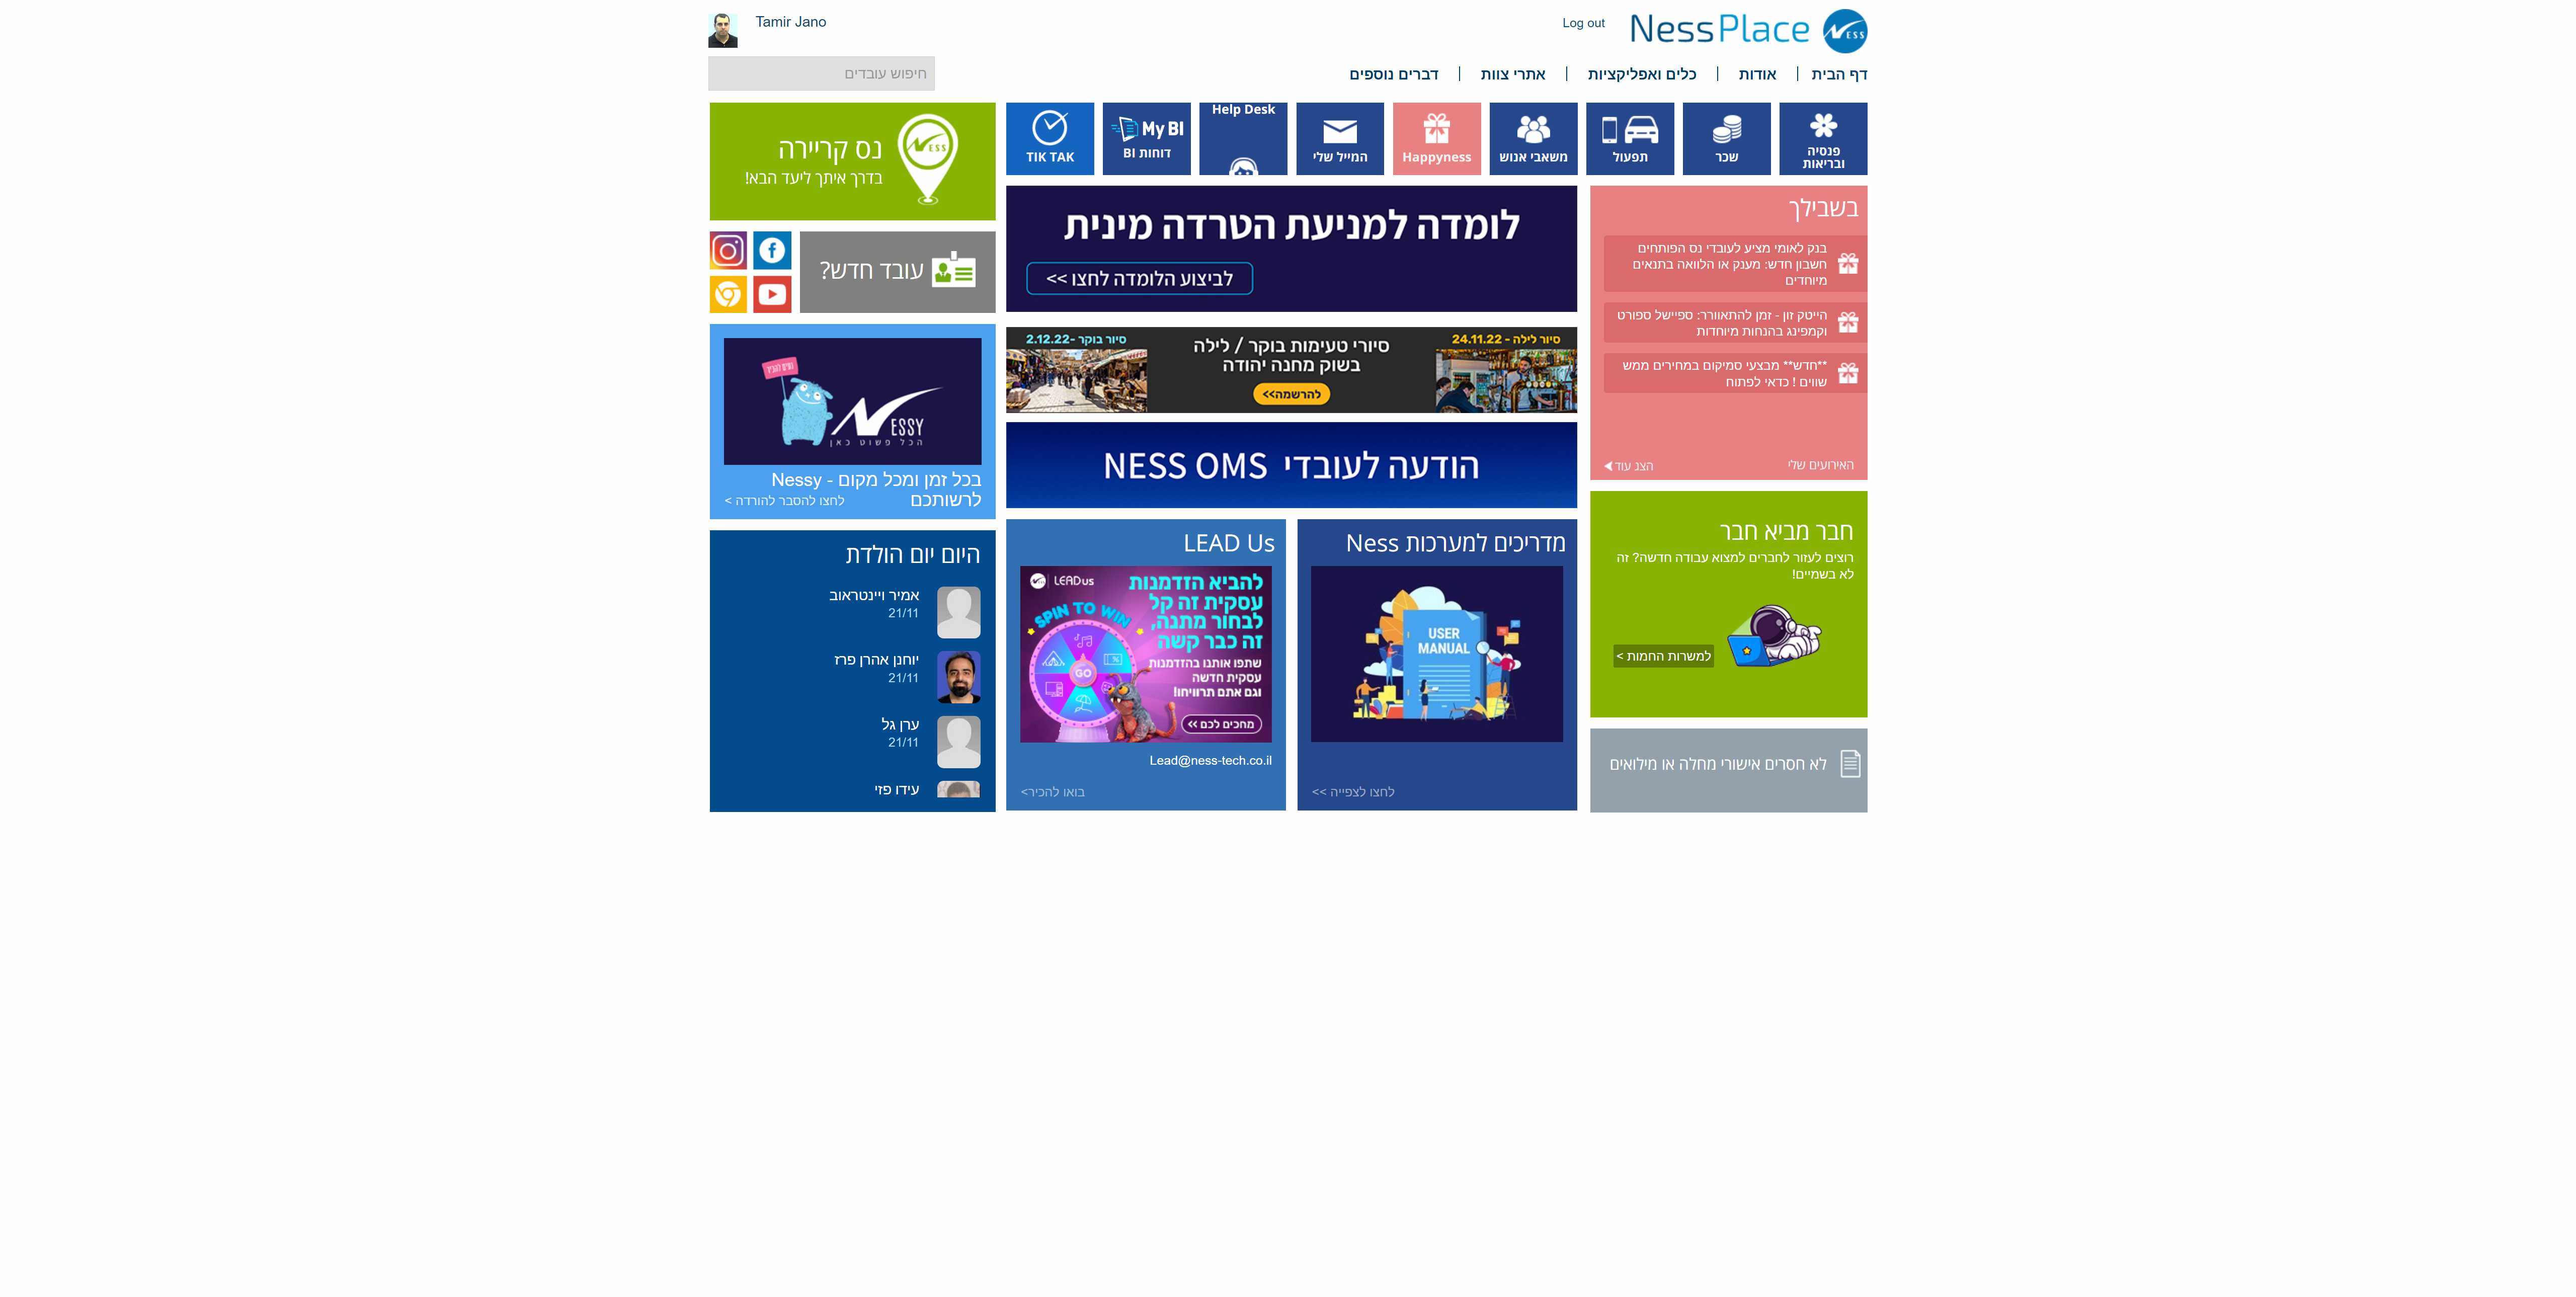 Tamir Jano
Log out
NessPlace
NESS
חיפוש עובדים
דף הבית
אודות
כלים ואפליקציות
אתרי צוות
דברים נוספים
פנסיה
ובריאות
שכר
תפעול
משאבי אנוש
Happyness
המייל שלי
Help Desk
My BI
דוחות BI
TIK TAK
NESS
נס קריירה
בדרך איתך ליעד הבא!
בשבילך
בנק לאומי מציע לעובדי נס הפותחים
חשבון חדש: מענק או הלוואה בתנאים
מיוחדים
הייטק זון - זמן להתאוורר: ספיישל ספורט
וקמפינג בהנחות מיוחדות
**חדש** מבצעי סמיקום במחירים ממש
שווים ! כדאי לפתוח
האירועים שלי
הצג עוד
לומדה למניעת הטרדה מינית
לביצוע הלומדה לחצו >>
עובד חדש?
סיור לילה - 24.11.22
סיורי טעימות בוקר / לילה
בשוק מחנה יהודה
להרשמה>>
סיור בוקר -2.12.22
הודעה לעובדי NESS OMS
NESSY
הכל פשוט כאן
בכל זמן ומכל מקום - Nessy
לרשותכם
לחצו להסבר להורדה >
חבר מביא חבר
רוצים לעזור לחברים למצוא עבודה חדשה? זה
לא בשמיים!
למשרות החמות >
מדריכים למערכות Ness
USER
MANUAL
לחצו לצפייה >>
LEAD Us
LEADus
להביא הזדמנות
עסקית זה קל
לבחור מתנה,
זה כבר קשה
SPIN TO WIN
GO
שתפו אותנו בהזדמנות
עסקית חדשה
וגם אתם תרוויחו!
מחכים לכם >>
Lead@ness-tech.co.il
בואו להכיר>
היום יום הולדת
אמיר ויינטראוב
21/11
יוחנן אהרן פרז
21/11
ערן גל
21/11
עידו פזי
לא חסרים אישורי מחלה או מילואים